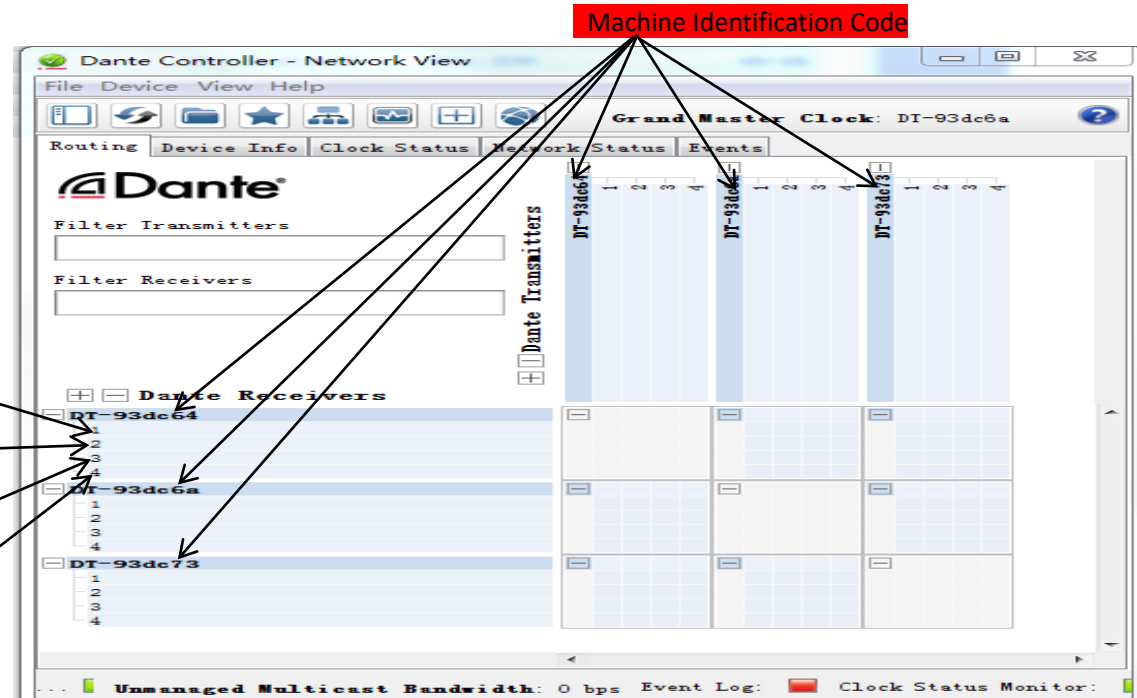 Machine Identification Code
Dante Controller - Network View
File Device View Help
Grand Master Clock: DT-93dc6a
Routing Device Info Clock Status Network Status Events
Dante
Filter Transmitters
Filter Receivers
Dante Transmitters
DT-93dc64 1 2 3 4
1 2 3 4
DT-93dc73 1 2 3 4
Dante Receivers
DT-93dc64
1
2
3
4
DT-93dc6a
1
2
3
4
DT-93dc73
1
2
3
4
... Unmanaged Multicast Bandwidth: 0 bps Event Log: Clock Status Monitor: